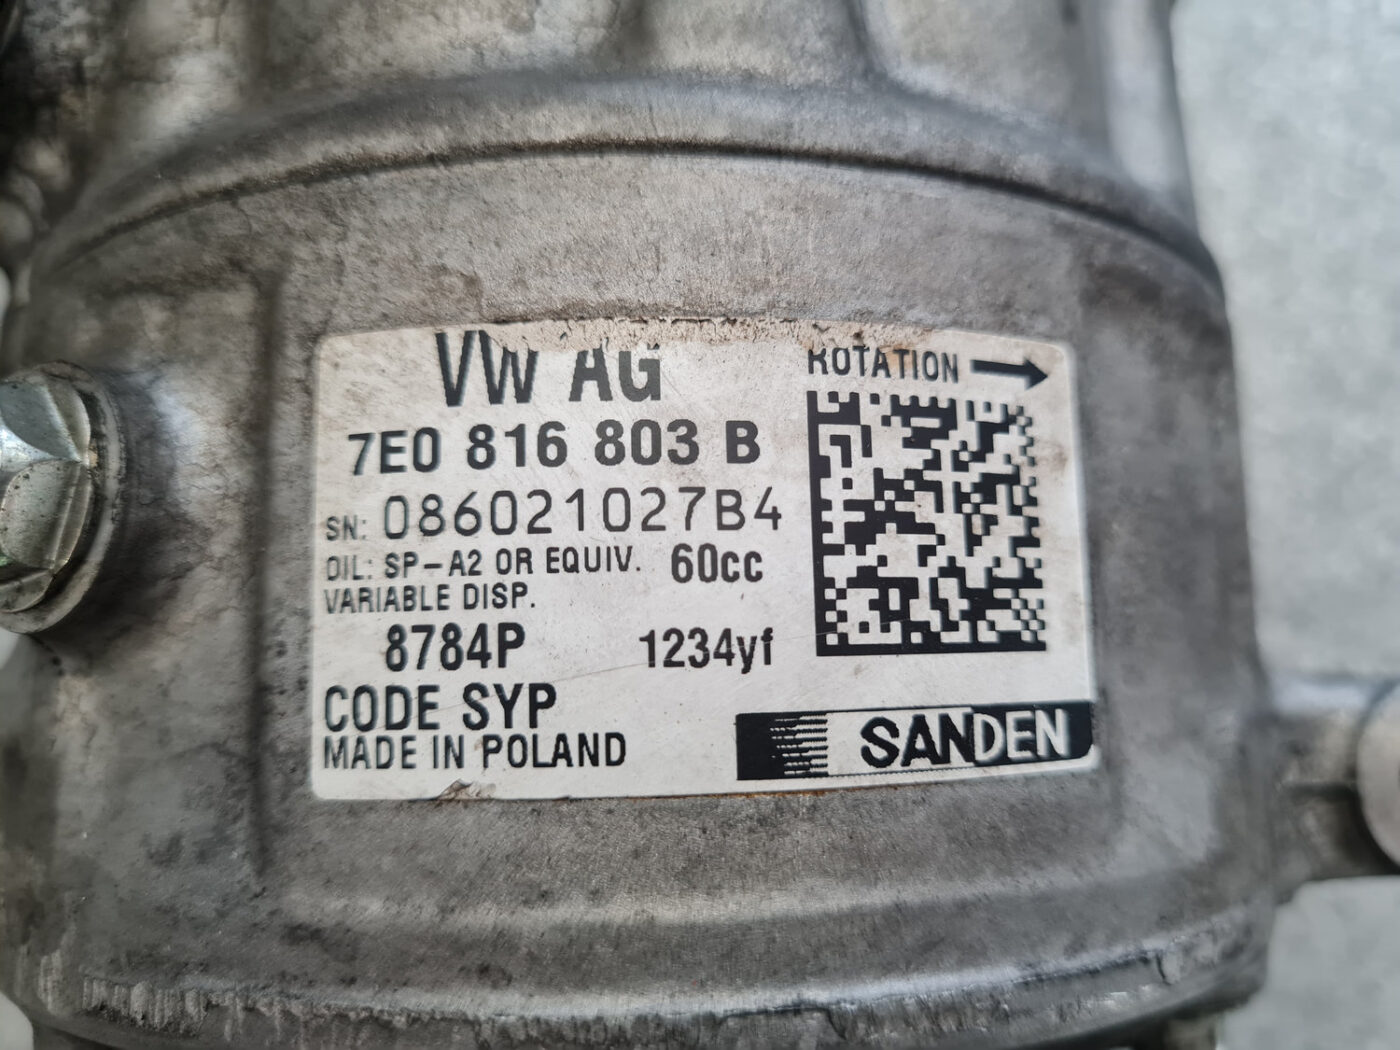 VW AG
ROTATION
7E0 816 803 B
SN: 086021027B4
OIL: SP-A2 OR EQUIV. 60cc
VARIABLE DISP.
8784P 1234yf
CODE SYP
MADE IN POLAND
SANDEN